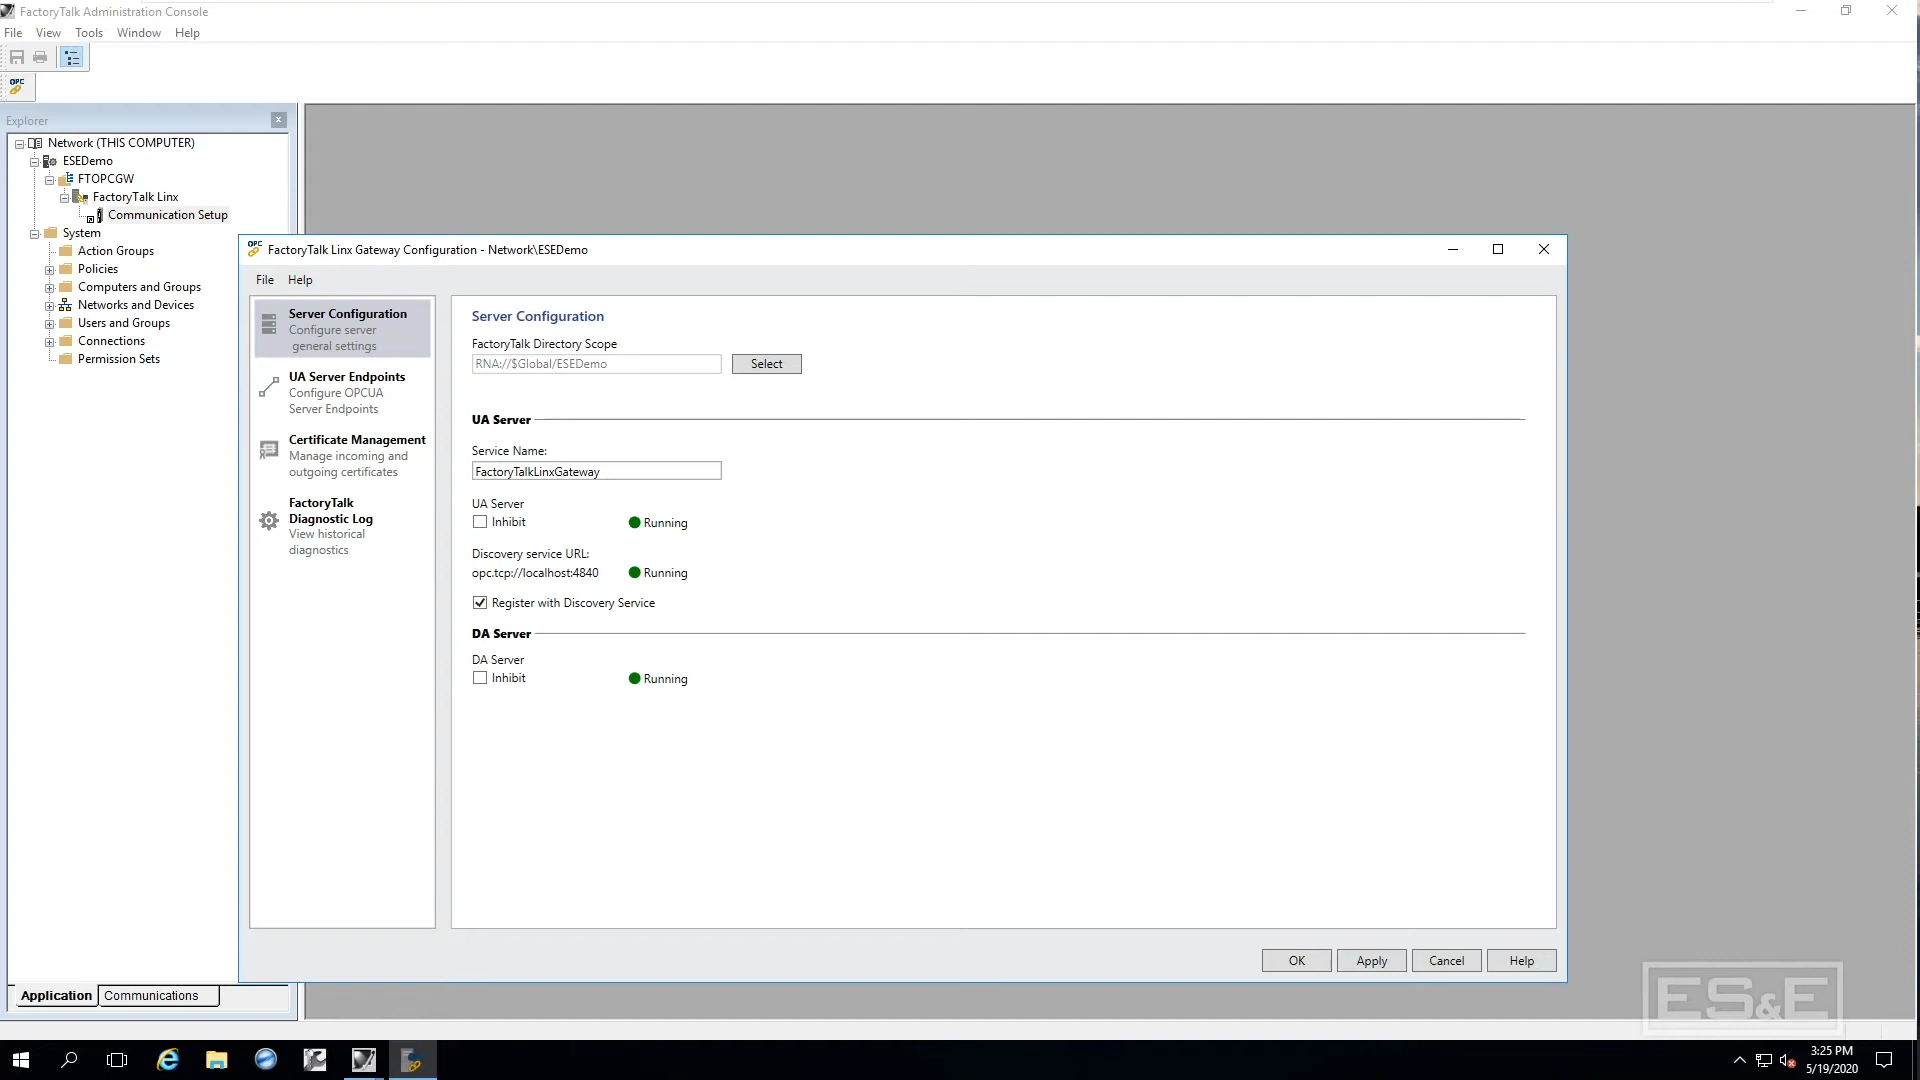 FactoryTalk Administration Console
File View Tools Window Help
OPC
Explorer
Network (THIS COMPUTER)
ESEDemo
FTOPCGW
FactoryTalk Linx
Communication Setup
System
Action Groups
Policies
Computers and Groups
Networks and Devices
Users and Groups
Connections
Permission Sets
Application Communications
OPC FactoryTalk Linx Gateway Configuration - Network\ESEDemo
File Help
Server Configuration
Configure server
general settings
UA Server Endpoints
Configure OPCUA
Server Endpoints
Certificate Management
Manage incoming and
outgoing certificates
FactoryTalk
Diagnostic Log
View historical
diagnostics
Server Configuration
FactoryTalk Directory Scope
RNA://$Global/ESEDemo Select
UA Server
Service Name:
FactoryTalkLinxGateway
UA Server
Inhibit Running
Discovery service URL:
opc.tcp://localhost:4840 Running
Register with Discovery Service
DA Server
DA Server
Inhibit Running
OK Apply Cancel Help
ES&E
3:25 PM
5/19/2020